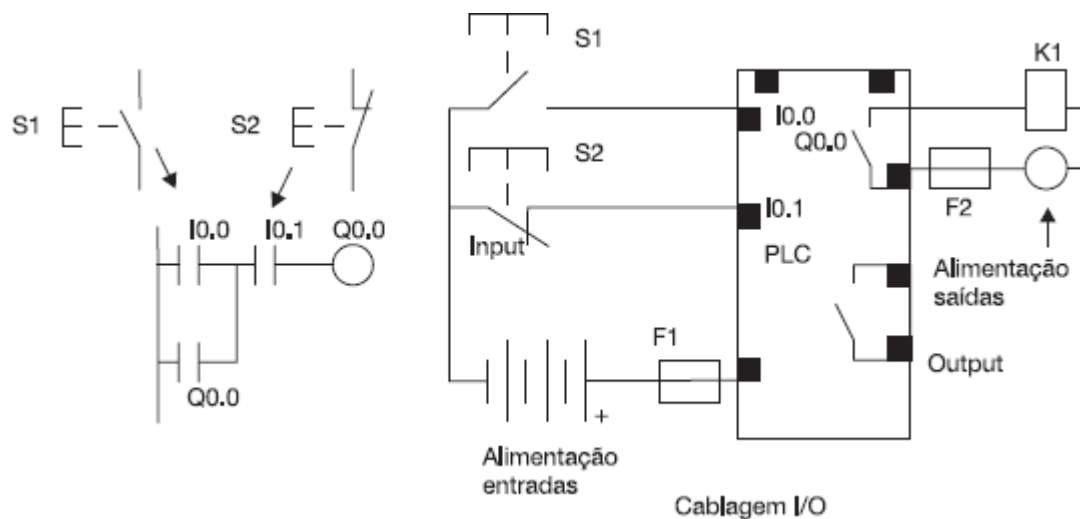 S1
S2
I0.0
I0.1
Q0.0
Q0.0
S1
S2
Input
Alimentação
entradas
+
F1
I0.0
Q0.0
I0.1
PLC
K1
F2
Alimentação
saídas
Output
Cablagem I/O